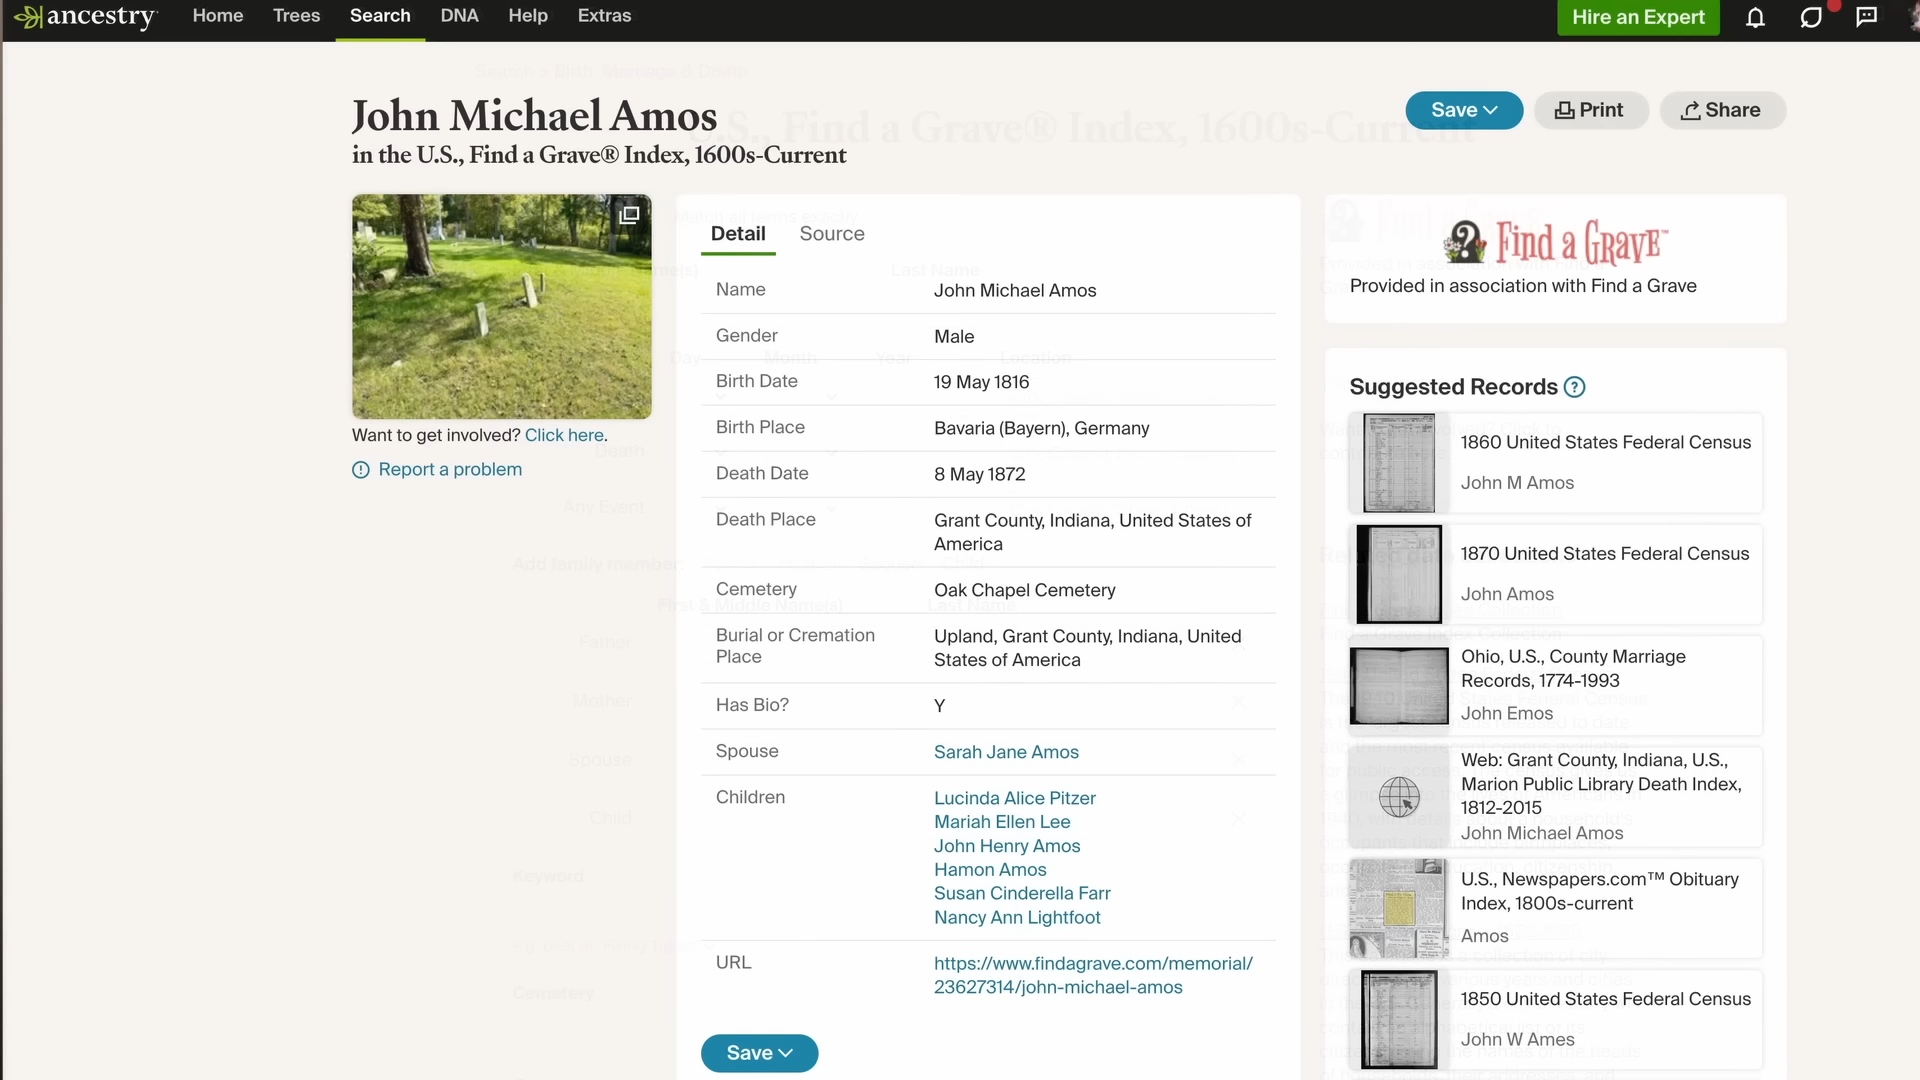 ancestry
Home Trees Search DNA Help Extras
Hire an Expert
John Michael Amos
in the U.S., Find a Grave® Index, 1600s-Current
Save Print Share
U.S., Find a Grave® Index, 1600s-Current
Want to get involved? Click here.
Report a problem
Detail Source
Name John Michael Amos
Gender Male
Birth Date 19 May 1816
Birth Place Bavaria (Bayern), Germany
Death Date 8 May 1872
Death Place Grant County, Indiana, United States of
America
Cemetery Oak Chapel Cemetery
Burial or Cremation
Place
Upland, Grant County, Indiana, United
States of America
Has Bio? Y
Spouse Sarah Jane Amos
Children Lucinda Alice Pitzer
Mariah Ellen Lee
John Henry Amos
Hamon Amos
Susan Cinderella Farr
Nancy Ann Lightfoot
URL https://www.findagrave.com/memorial/
23627314/john-michael-amos
Save
Find a GRAVE™
Provided in association with Find a Grave
Suggested Records
1860 United States Federal Census
John M Amos
1870 United States Federal Census
John Amos
Ohio, U.S., County Marriage
Records, 1774-1993
John Emos
Web: Grant County, Indiana, U.S.,
Marion Public Library Death Index,
1812-2015
John Michael Amos
U.S., Newspapers.com™ Obituary
Index, 1800s-current
Amos
1850 United States Federal Census
John W Ames